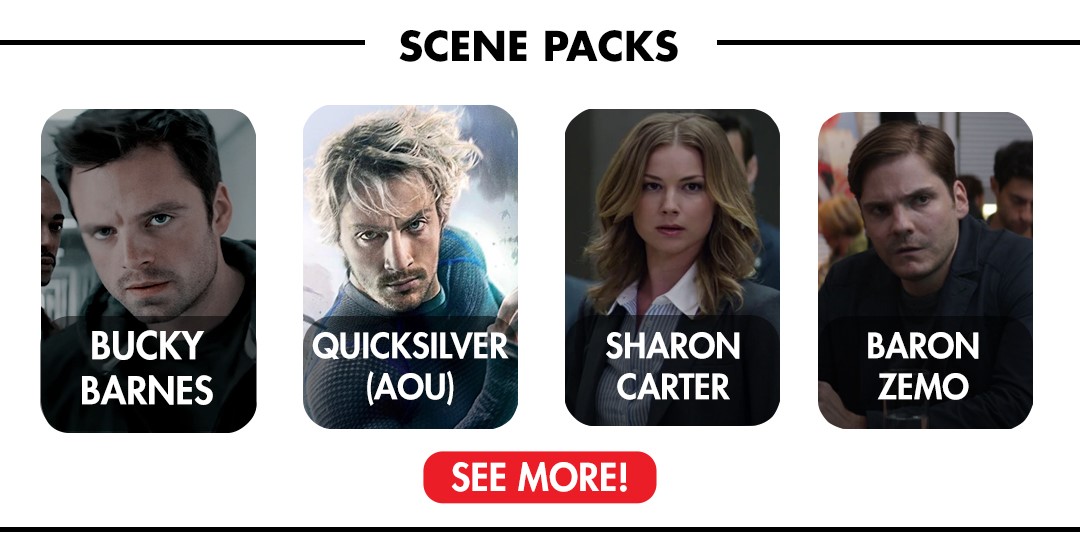 SCENE PACKS
BUCKY
BARNES
QUICKSILVER
(AOU)
SHARON
CARTER
BARON
ZEMO
SEE MORE!